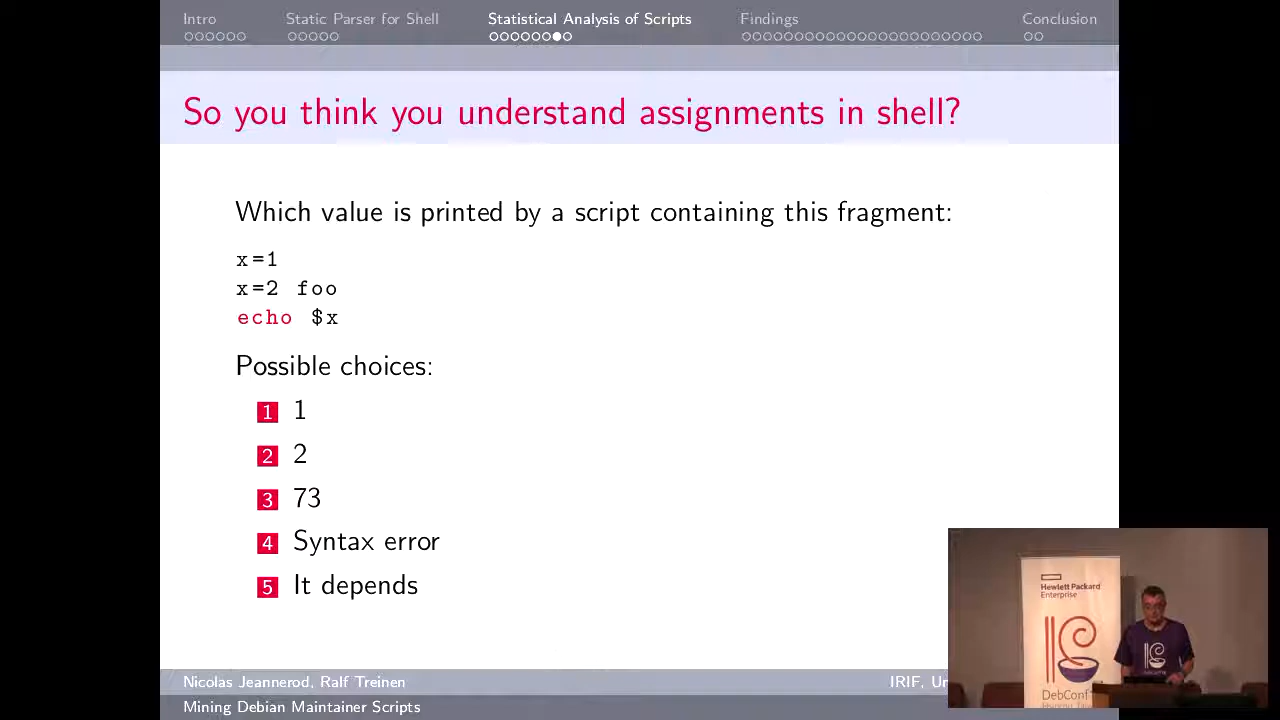 Intro
Static Parser for Shell
Statistical Analysis of Scripts
Findings
Conclusion
So you think you understand assignments in shell?
Which value is printed by a script containing this fragment:
x=1
x=2 foo
echo $x
Possible choices:
1 1
2 2
3 73
4 Syntax error
5 It depends
Hewlett Packard
Enterprise
Nicolas Jeannerod, Ralf Treinen
IRIF,
Mining Debian Maintainer Scripts